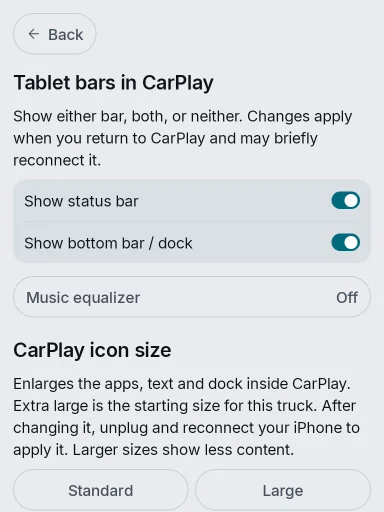 Back
Tablet bars in CarPlay
Show either bar, both, or neither. Changes apply
when you return to CarPlay and may briefly
reconnect it.
Show status bar
Show bottom bar / dock
Music equalizer Off
CarPlay icon size
Enlarges the apps, text and dock inside CarPlay.
Extra large is the starting size for this truck. After
changing it, unplug and reconnect your iPhone to
apply it. Larger sizes show less content.
Standard Large